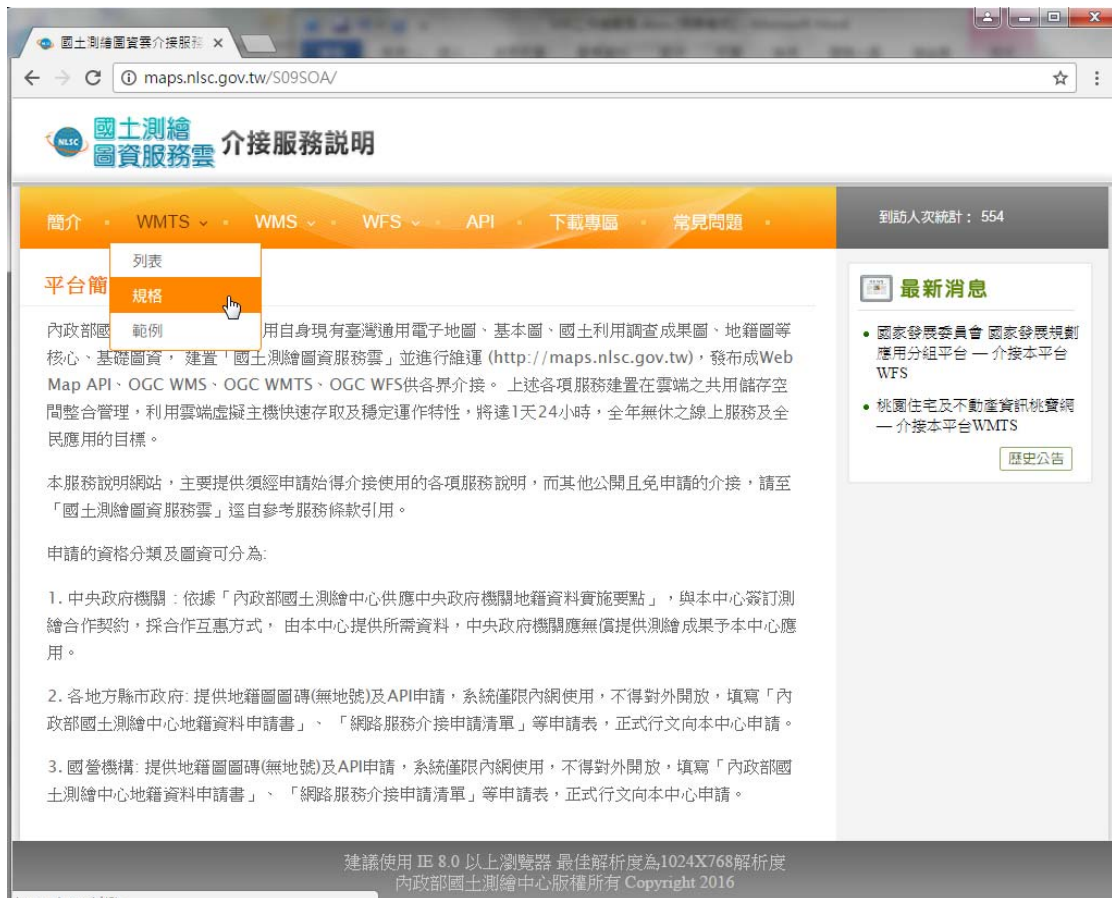 國土測繪圖資雲介接服務
maps.nlsc.gov.tw/S09SOA/
NLSC
國土測繪
圖資服務雲
介接服務説明
簡介 WMTS WMS WFS API 下載專區 常見問題
到訪人次統計： 554
列表
規格
範例
平台簡
內政部國
用自身現有臺灣通用電子地圖、基本圖、國土利用調查成果圖、地籍圖等
核心、基礎圖資， 建置「國土測繪圖資服務雲」並進行維運 (http://maps.nlsc.gov.tw)，發布成Web
Map API、OGC WMS、OGC WMTS、OGC WFS供各界介接。 上述各項服務建置在雲端之共用儲存空
間整合管理，利用雲端虛擬主機快速存取及穩定運作特性，將達1天24小時，全年無休之線上服務及全
民應用的目標。
本服務說明網站，主要提供須經申請始得介接使用的各項服務說明，而其他公開且免申請的介接，請至
「國土測繪圖資服務雲」逕自參考服務條款引用。
申請的資格分類及圖資可分為:
1. 中央政府機關：依據「內政部國土測繪中心供應中央政府機關地籍資料實施要點」，與本中心簽訂測
繪合作契約，採合作互惠方式， 由本中心提供所需資料，中央政府機關應無償提供測繪成果予本中心應
用。
2. 各地方縣市政府: 提供地籍圖圖磚(無地號)及API申請，系統僅限內網使用，不得對外開放，填寫「內
政部國土測繪中心地籍資料申請書」、 「網路服務介接申請清單」等申請表，正式行文向本中心申請。
3. 國營機構: 提供地籍圖圖磚(無地號)及API申請，系統僅限內網使用，不得對外開放，填寫「內政部國
土測繪中心地籍資料申請書」、 「網路服務介接申請清單」等申請表，正式行文向本中心申請。
最新消息
國家發展委員會 國家發展規劃
應用分組平台 — 介接本平台
WFS
桃園住宅及不動產資訊桃寶網
— 介接本平台WMTS
歷史公告
建議使用 IE 8.0 以上瀏覽器 最佳解析度為1024X768解析度
內政部國土測繪中心版權所有 Copyright 2016